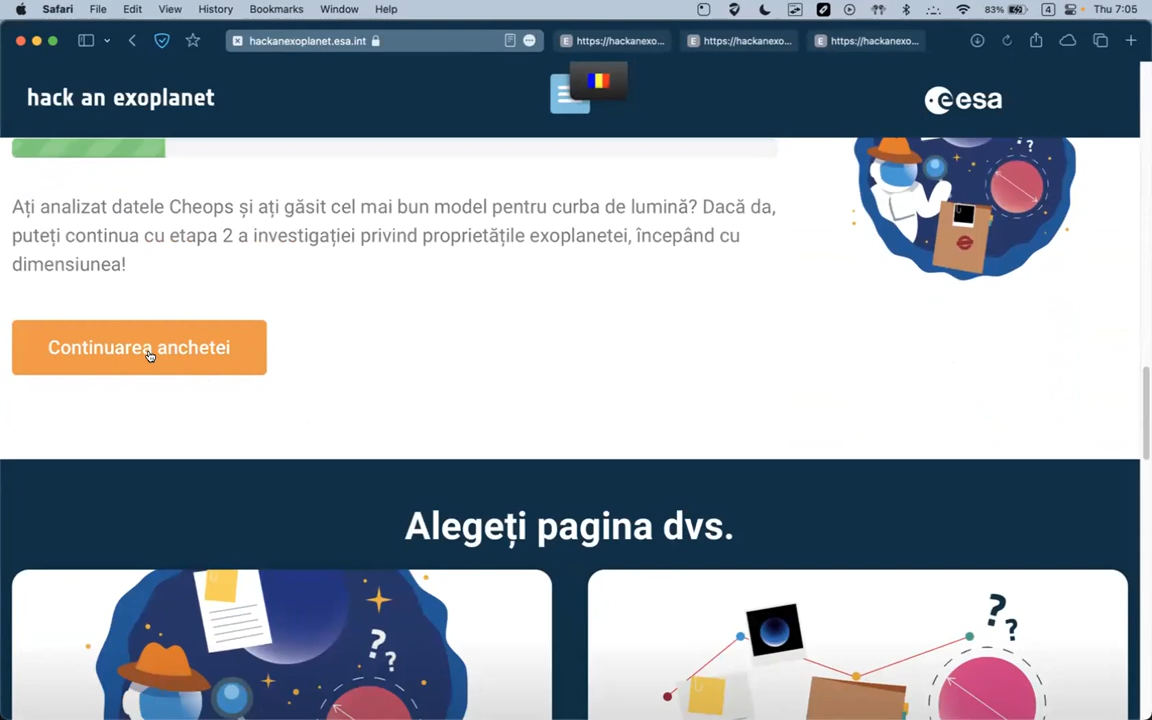 Safari File Edit View History Bookmarks Window Help 83% 4 Thu 7:05
hackanexoplanet.esa.int E https://hackanexo... E https://hackanexo... E https://hackanexo...
hack an exoplanet esa
Ați analizat datele Cheops și ați găsit cel mai bun model pentru curba de lumină? Dacă da,
puteți continua cu etapa 2 a investigației privind proprietățile exoplanetei, începând cu
dimensiunea!
Continuarea anchetei
Alegeți pagina dvs.